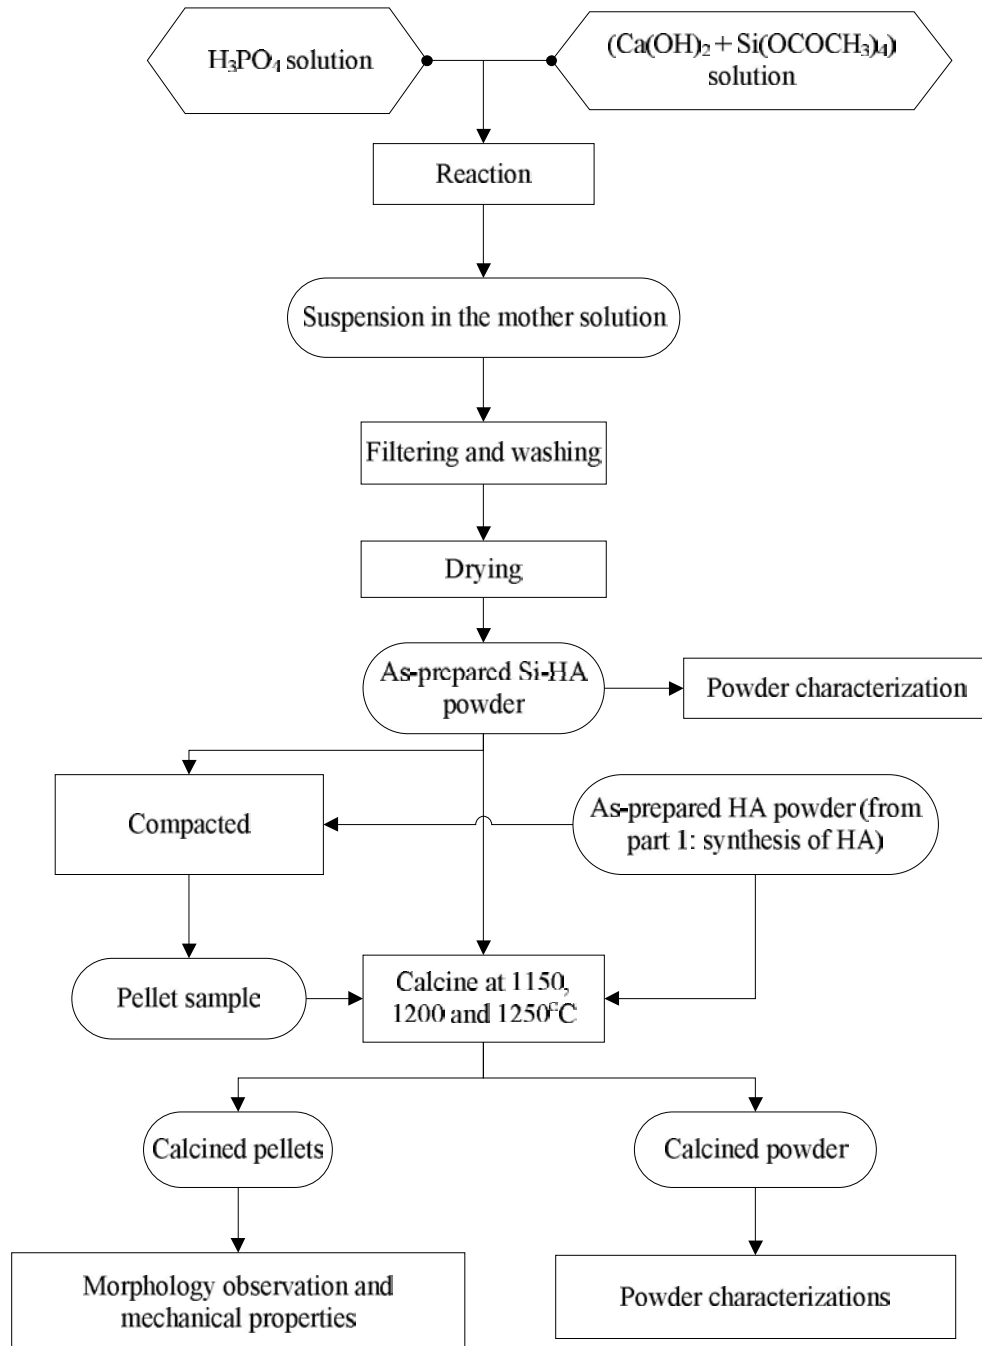 H₃PO₄ solution
(Ca(OH)₂ + Si(OCOCH₃)₄)
solution
Reaction
Suspension in the mother solution
Filtering and washing
Drying
As-prepared Si-HA
powder
Powder characterization
Compacted
As-prepared HA powder (from
part 1: synthesis of HA)
Pellet sample
Calcine at 1150,
1200 and 1250°C
Calcined pellets
Calcined powder
Morphology observation and
mechanical properties
Powder characterizations